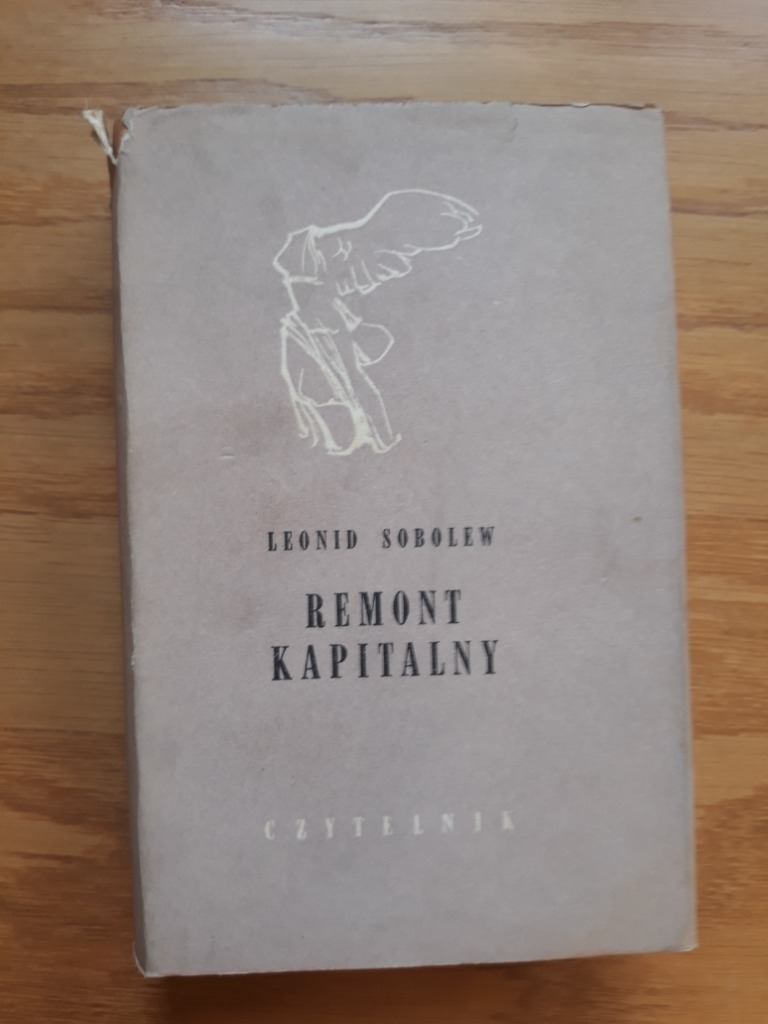 LEONID SOBOLEW
REMONT
KAPITALNY
CZYTELNIK